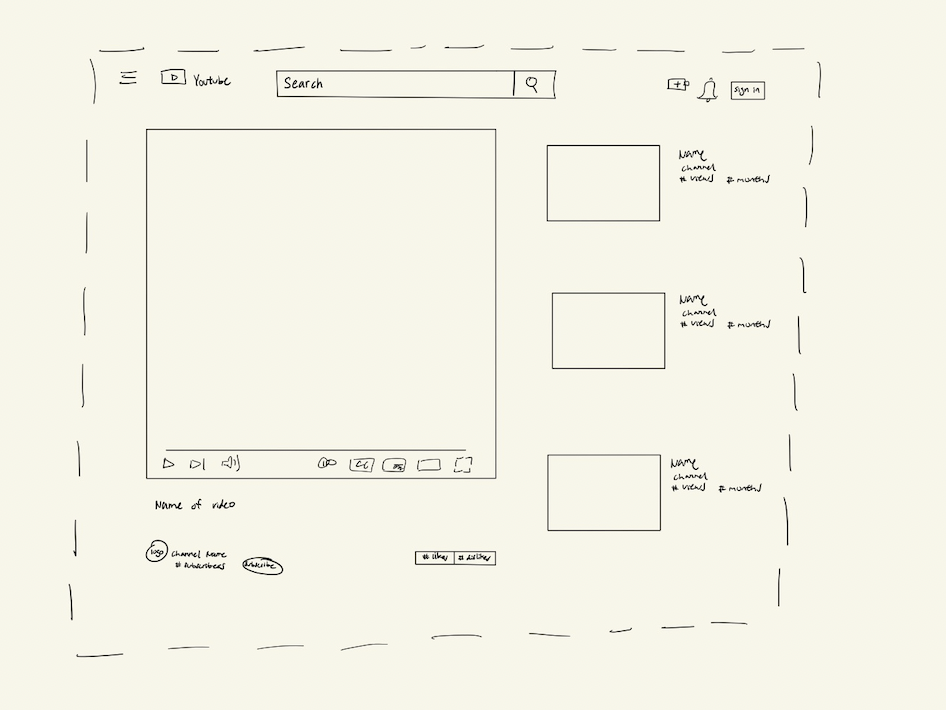 Youtube
Search
sign in
Name
channel
# views # months
Name
channel
# views # months
Name
channel
# views # months
CC
Name of video
logo
Channel Name
# subscribers
subscribe
# likes # dislikes